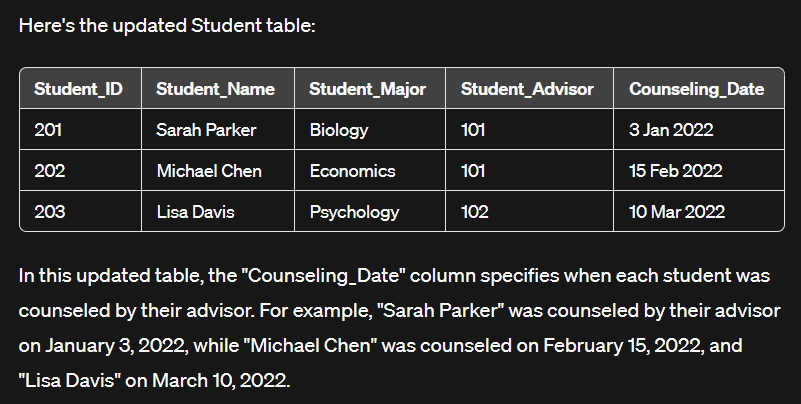 Here's the updated Student table:
Student_ID Student_Name Student_Major Student_Advisor Counseling_Date
201 Sarah Parker Biology 101 3 Jan 2022
202 Michael Chen Economics 101 15 Feb 2022
203 Lisa Davis Psychology 102 10 Mar 2022
In this updated table, the "Counseling_Date" column specifies when each student was
counseled by their advisor. For example, "Sarah Parker" was counseled by their advisor
on January 3, 2022, while "Michael Chen" was counseled on February 15, 2022, and
"Lisa Davis" on March 10, 2022.